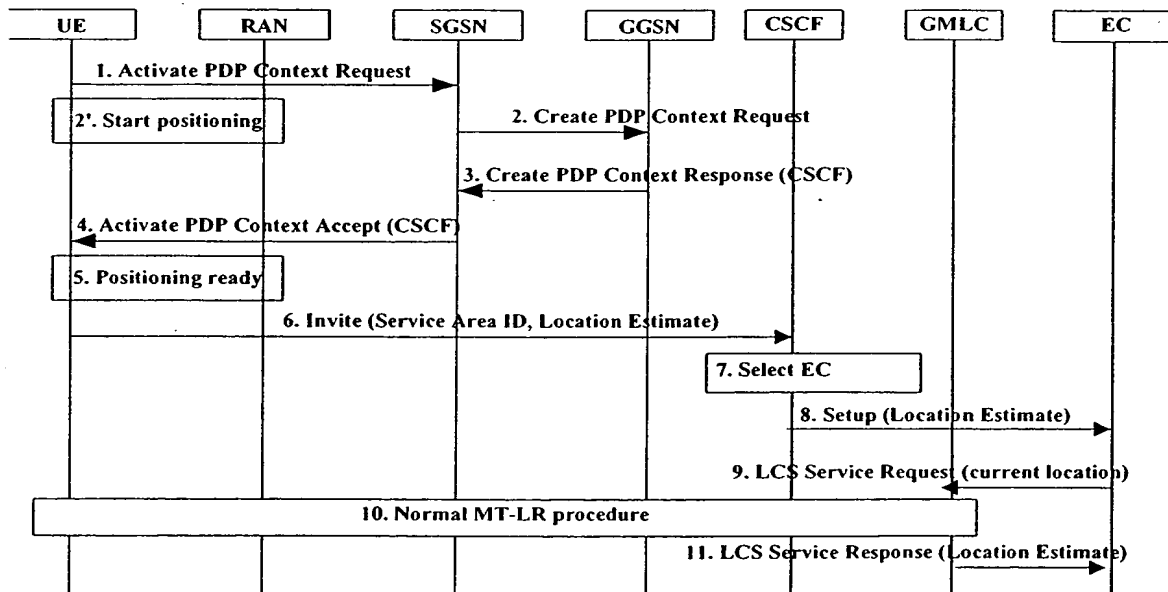 UE RAN SGSN GGSN CSCF GMLC EC
1. Activate PDP Context Request
2'. Start positioning
2. Create PDP Context Request
3. Create PDP Context Response (CSCF)
4. Activate PDP Context Accept (CSCF)
5. Positioning ready
6. Invite (Service Area ID, Location Estimate)
7. Select EC
8. Setup (Location Estimate)
9. LCS Service Request (current location)
10. Normal MT-LR procedure
11. LCS Service Response (Location Estimate)